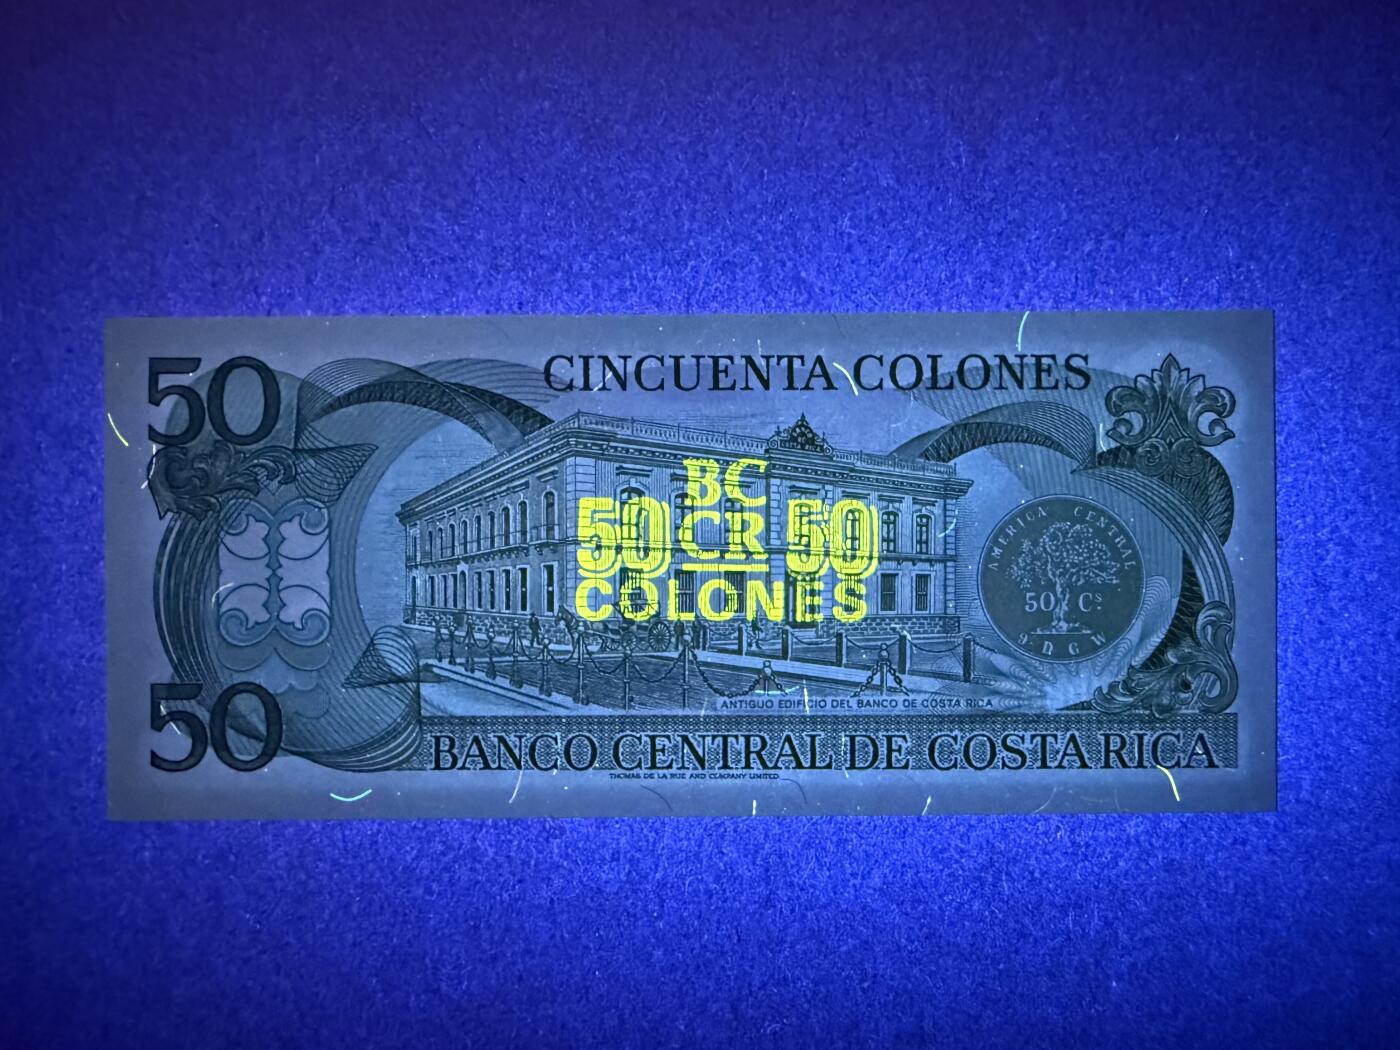 50
CINCUENTA COLONES
BC
50 CR 50
COLONES
AMERICA CENTRAL
50 Cs.
9. D. G. W
ANTIGUO EDIFICIO DEL BANCO DE COSTA RICA
50
BANCO CENTRAL DE COSTA RICA
THOMAS DE LA RUE AND COMPANY LIMITED